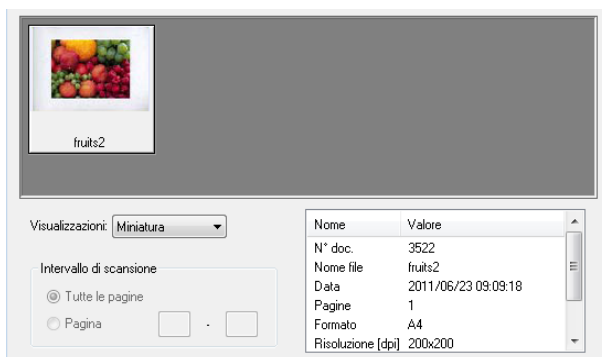 fruits2
Visualizzazioni: Miniatura
Nome Valore
N° doc. 3522
Intervallo di scansione
Nome file fruits2
Data 2011/06/23 09:09:18
Tutte le pagine
Pagine 1
Pagina -
Formato A4
Risoluzione [dpi] 200x200